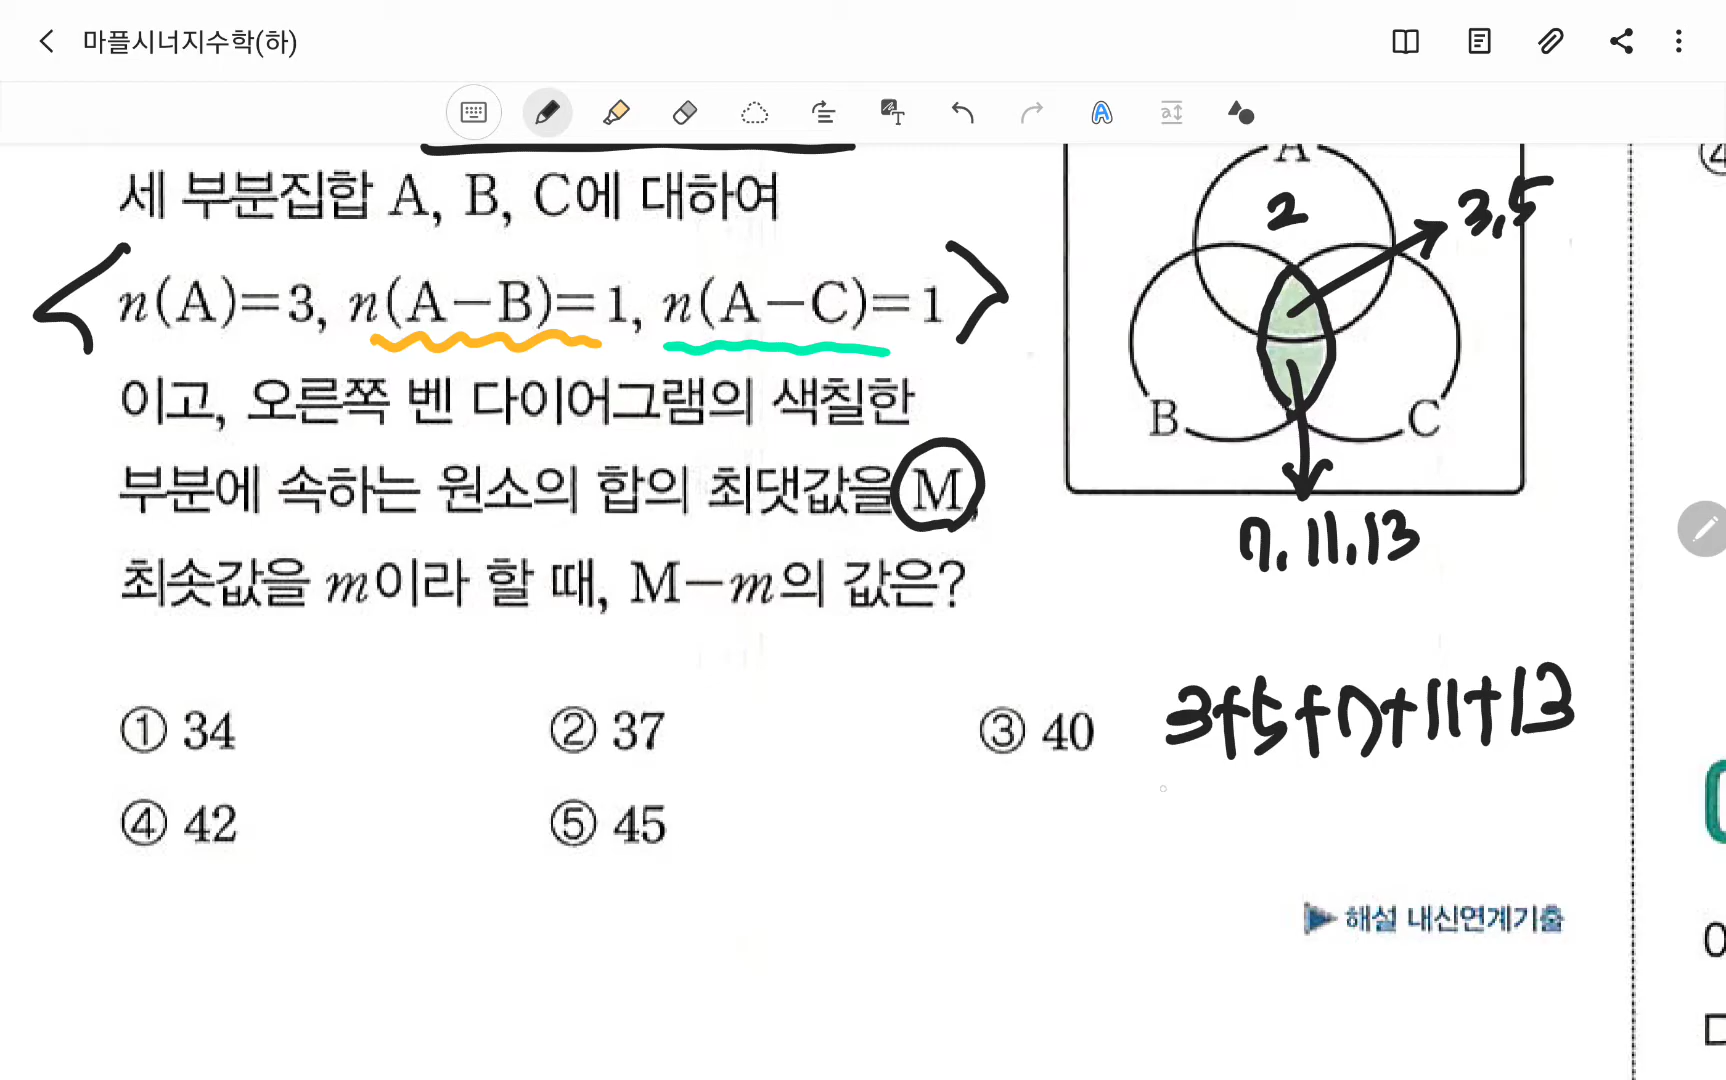 마플시너지수학(하)
세 부분집합 A, B, C에 대하여
n(A)=3, n(A−B)=1, n(A−C)=1
이고, 오른쪽 벤 다이어그램의 색칠한
부분에 속하는 원소의 합의 최댓값을 M,
최솟값을 m이라 할 때, M−m의 값은?
A
2
3,5
B
C
7, 11, 13
① 34
② 37
③ 40
3+5+7+11+13
④ 42
⑤ 45
▶ 해설 내신연계기출